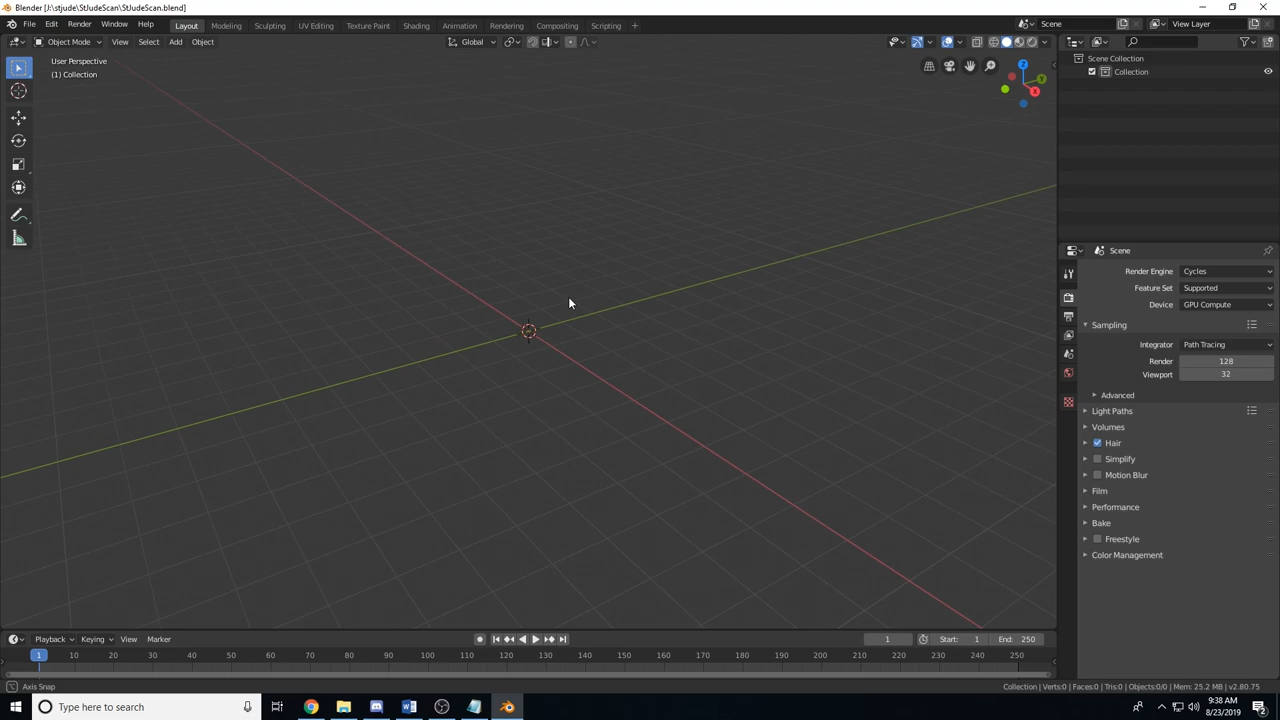 Blender [J:\stjude\StJudeScan\StJudeScan.blend]
File Edit Render Window Help Layout Modeling Sculpting UV Editing Texture Paint Shading Animation Rendering Compositing Scripting + Scene View Layer
Object Mode View Select Add Object Global
User Perspective
(1) Collection
Z
Y
X
Scene Collection
Collection
Scene
Render Engine Cycles
Feature Set Supported
Device GPU Compute
Sampling
Integrator Path Tracing
Render 128
Viewport 32
Advanced
Light Paths
Volumes
Hair
Simplify
Motion Blur
Film
Performance
Bake
Freestyle
Color Management
Playback Keying View Marker 1 Start: 1 End: 250
1 10 20 30 40 50 60 70 80 90 100 110 120 130 140 150 160 170 180 190 200 210 220 230 240 250
Axis Snap Collection | Verts:0 | Faces:0 | Tris:0 | Objects:0/0 | Mem: 25.2 MB | v2.80.75
Type here to search
9:38 AM
8/23/2019
2